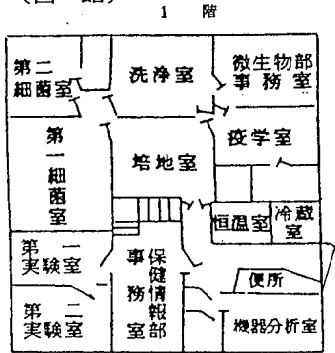 1 階
第二
細菌室
洗浄室
微生物部
事務室
第一細菌室
培地室
疫学室
恒温室
冷蔵
室
第一
実験室
保健情報部
事務室
便所
第二
実験室
機器分析室